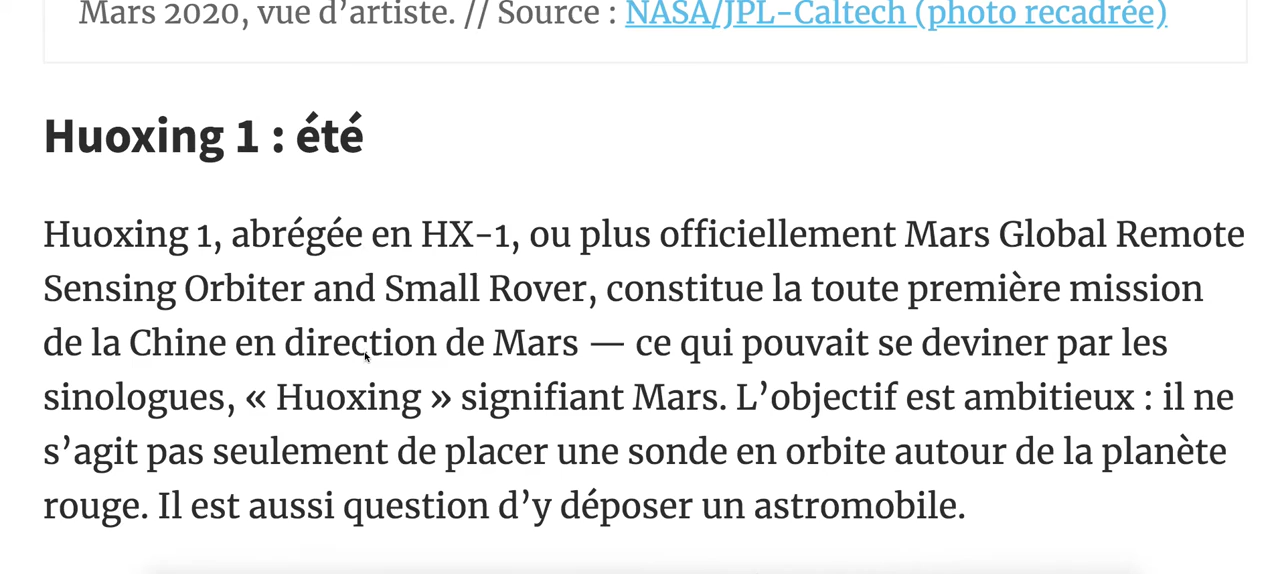 Mars 2020, vue d’artiste. // Source : NASA/JPL-Caltech (photo recadrée)
Huoxing 1 : été
Huoxing 1, abrégée en HX-1, ou plus officiellement Mars Global Remote
Sensing Orbiter and Small Rover, constitue la toute première mission
de la Chine en direction de Mars — ce qui pouvait se deviner par les
sinologues, « Huoxing » signifiant Mars. L’objectif est ambitieux : il ne
s’agit pas seulement de placer une sonde en orbite autour de la planète
rouge. Il est aussi question d’y déposer un astromobile.